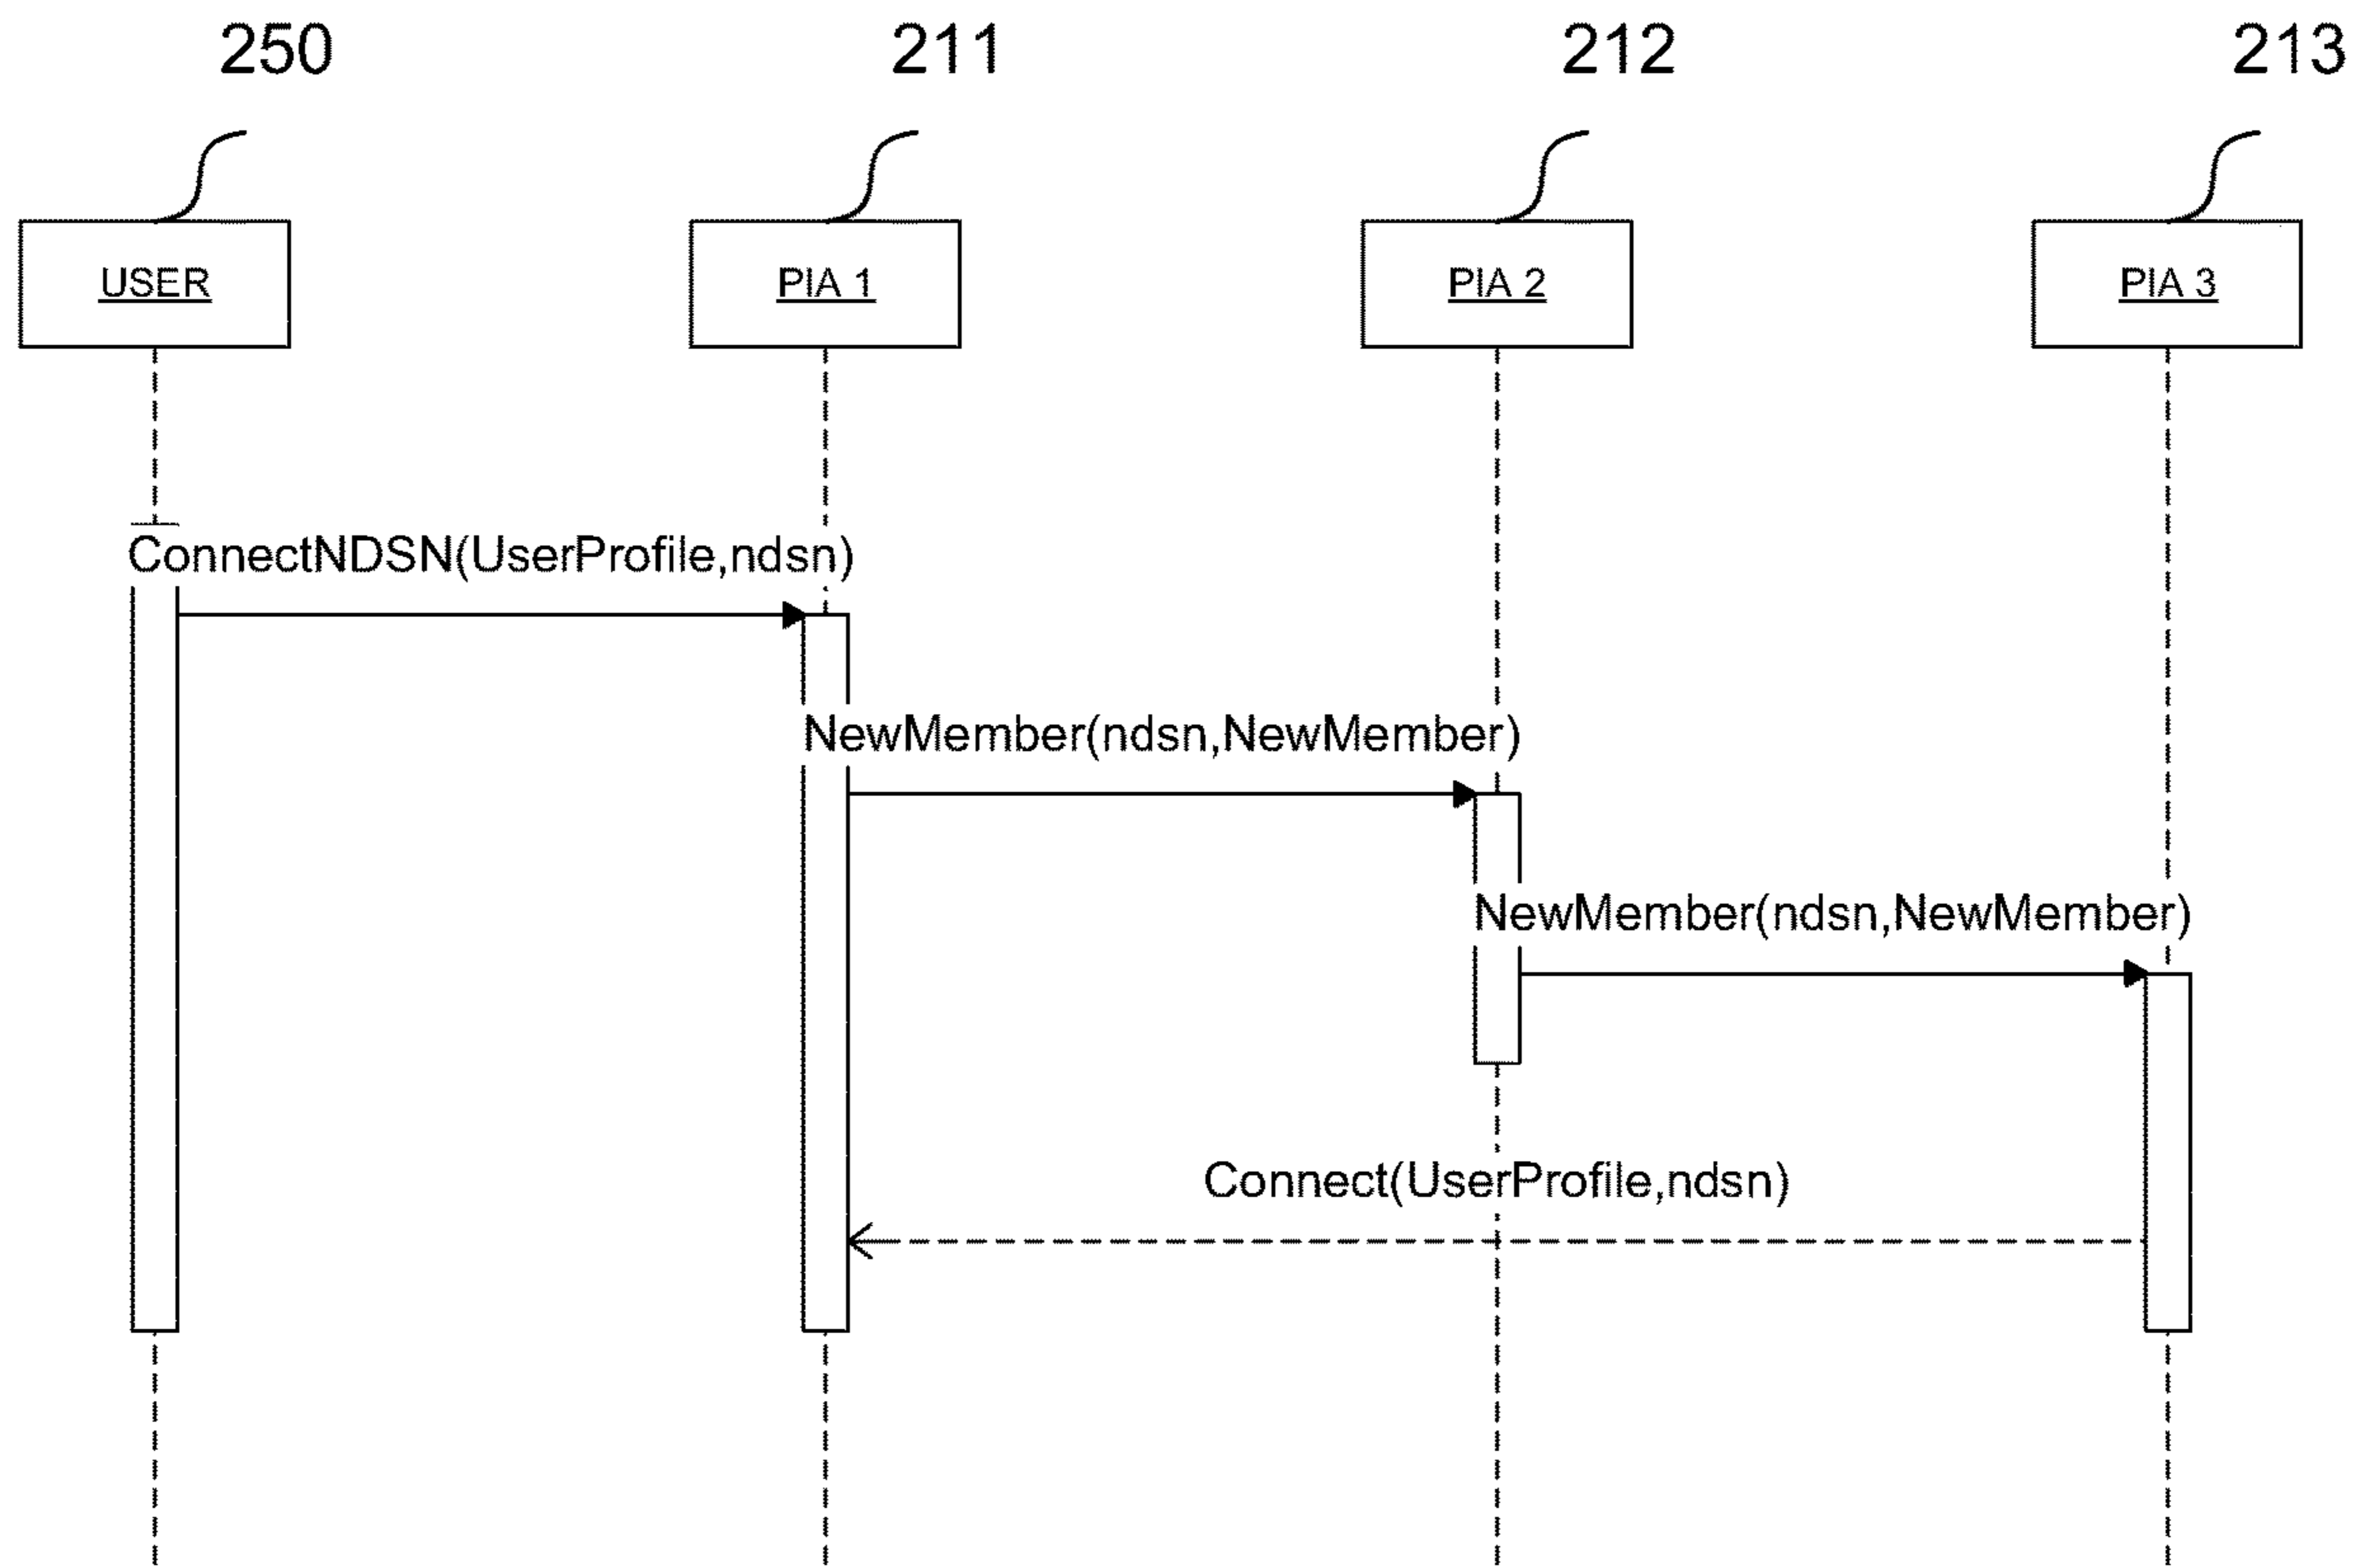 250
211
212
213
USER
PIA 1
PIA 2
PIA 3
ConnectNDSN(UserProfile,ndsn)
NewMember(ndsn,NewMember)
NewMember(ndsn,NewMember)
Connect(UserProfile,ndsn)